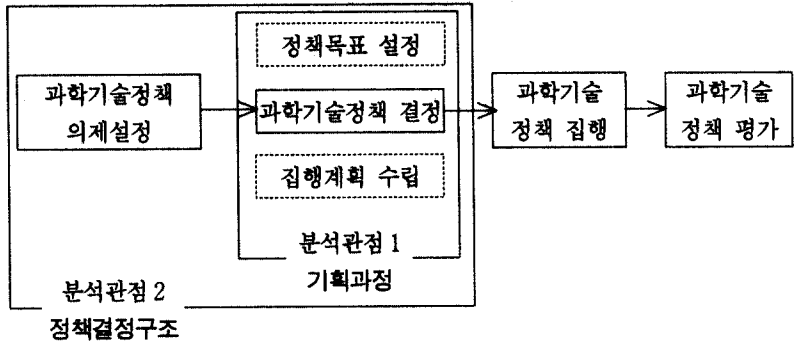 정책목표 설정
과학기술정책
의제설정
과학기술정책 결정
과학기술
정책 집행
과학기술
정책 평가
집행계획 수립
분석관점 1
기획과정
분석관점 2
정책결정구조